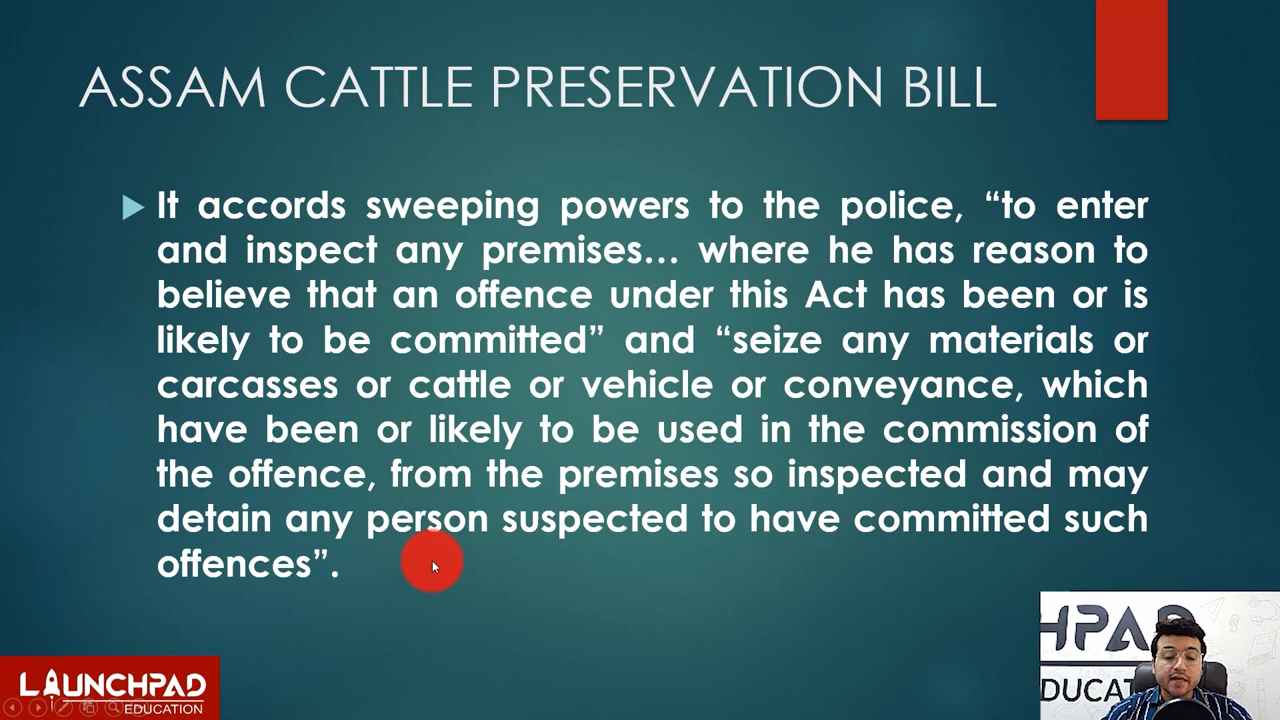 ASSAM CATTLE PRESERVATION BILL
It accords sweeping powers to the police, “to enter
and inspect any premises... where he has reason to
believe that an offence under this Act has been or is
likely to be committed” and “seize any materials or
carcasses or cattle or vehicle or conveyance, which
have been or likely to be used in the commission of
the offence, from the premises so inspected and may
detain any person suspected to have committed such
offences”.
LAUNCHPAD
EDUCATION
HPAD
EDUCAT